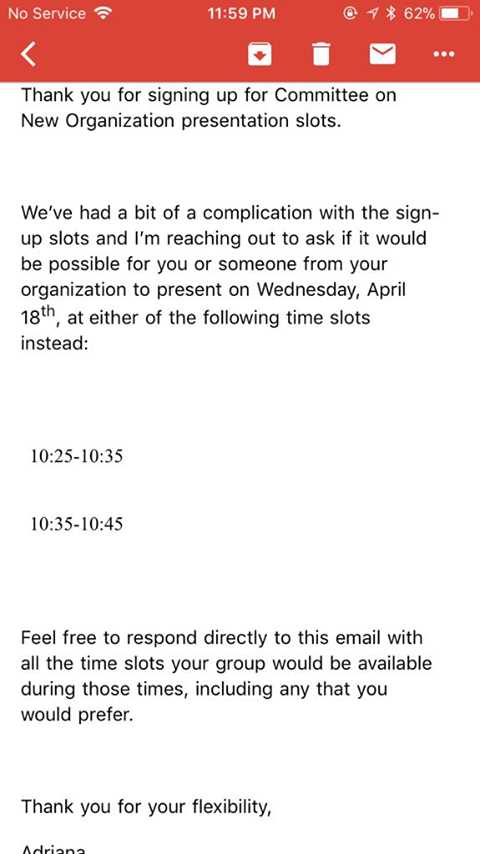 No Service 11:59 PM 62%
Thank you for signing up for Committee on
New Organization presentation slots.
We’ve had a bit of a complication with the sign-
up slots and I’m reaching out to ask if it would
be possible for you or someone from your
organization to present on Wednesday, April
18th, at either of the following time slots
instead:
10:25-10:35
10:35-10:45
Feel free to respond directly to this email with
all the time slots your group would be available
during those times, including any that you
would prefer.
Thank you for your flexibility,
Adriana